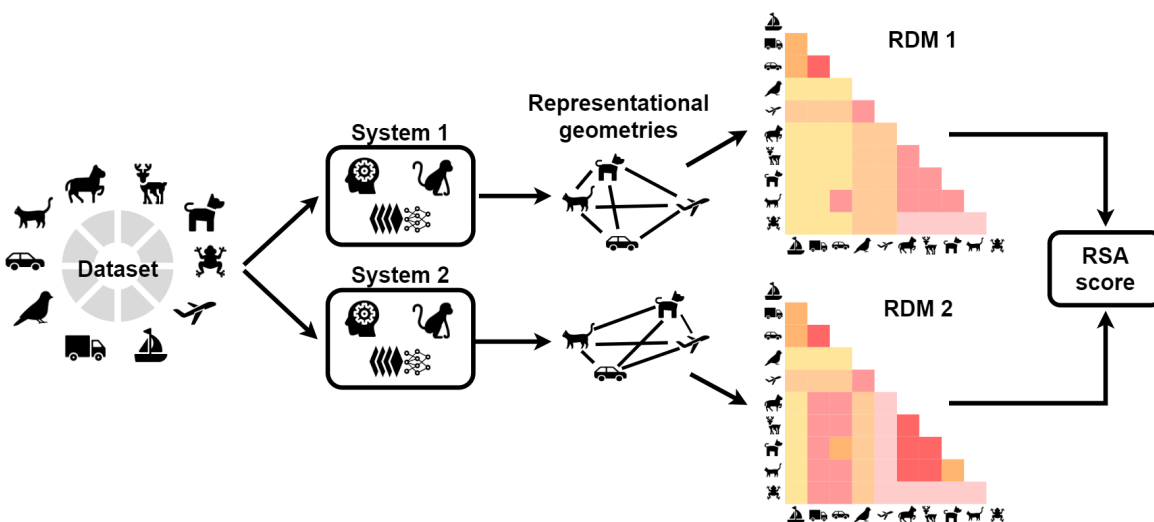 Dataset
System 1
System 2
Representational
geometries
RDM 1
RDM 2
RSA
score